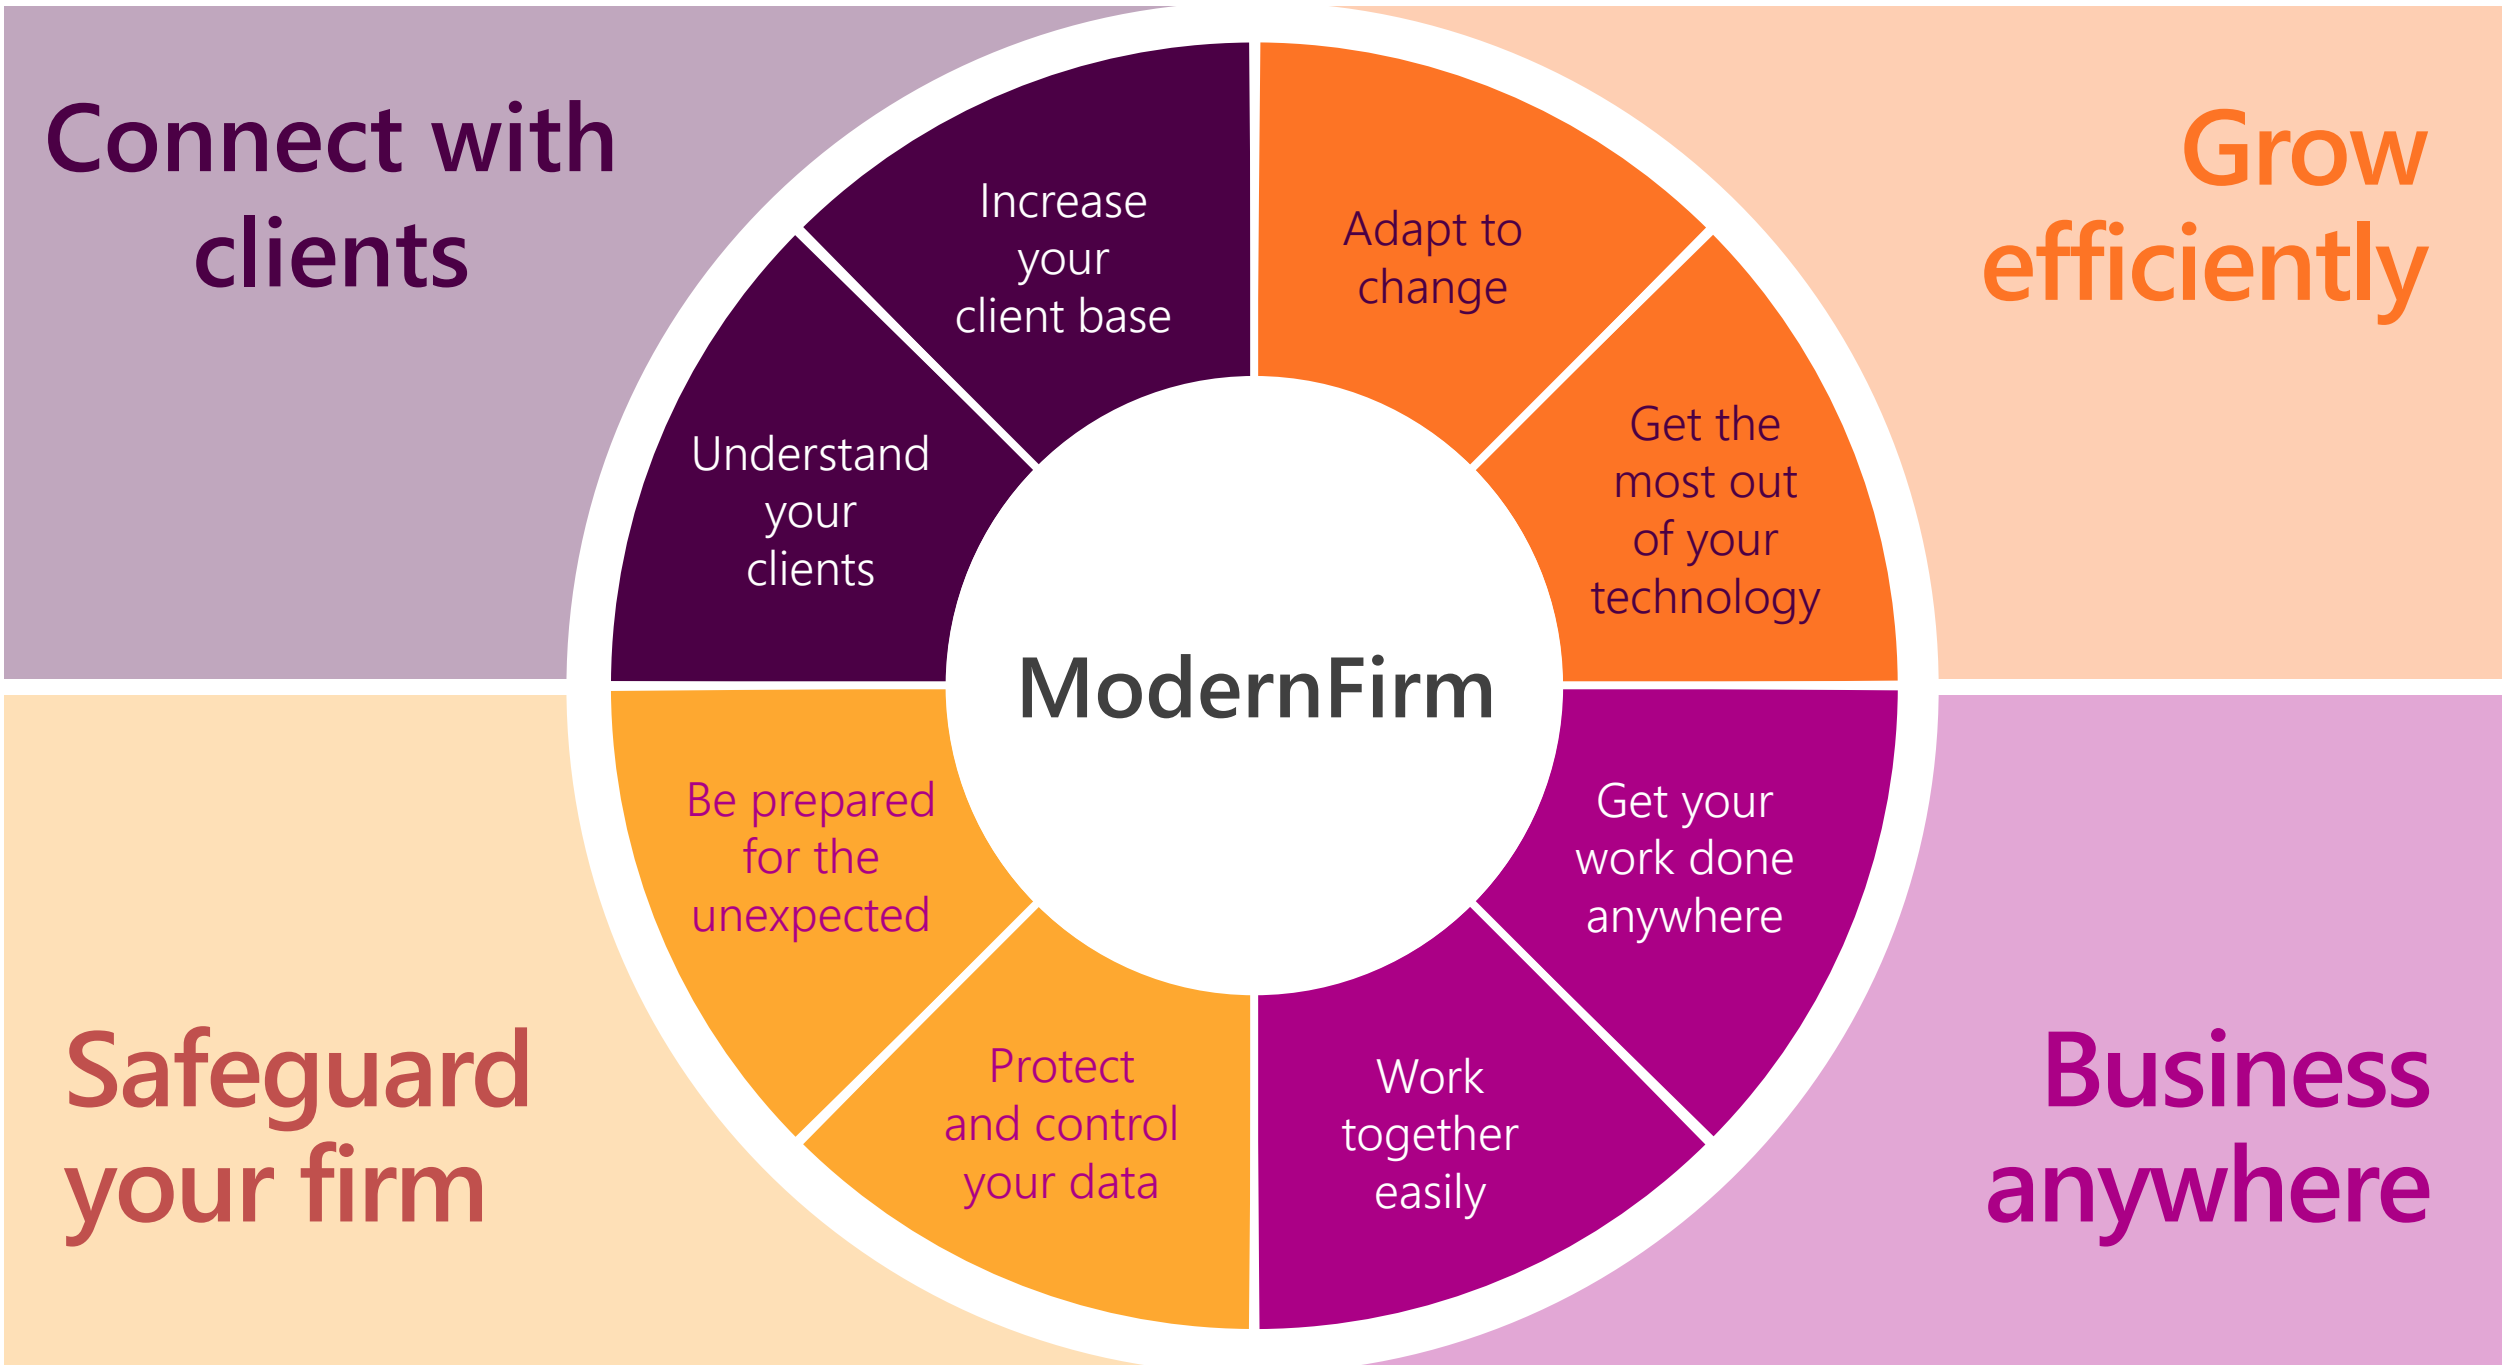 Connect with
clients
Grow
efficiently
Increase
your
client base
Adapt to
change
Understand
your
clients
Get the
most out
of your
technology
ModernFirm
Be prepared
for the
unexpected
Get your
work done
anywhere
Protect
and control
your data
Work
together
easily
Safeguard
your firm
Business
anywhere